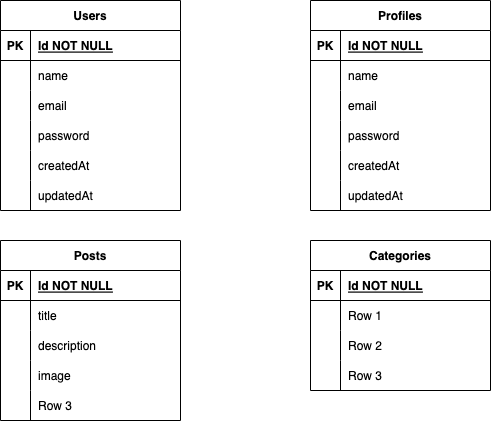 Users
PK Id NOT NULL
name
email
password
createdAt
updatedAt
Profiles
PK Id NOT NULL
name
email
password
createdAt
updatedAt
Posts
PK Id NOT NULL
title
description
image
Row 3
Categories
PK Id NOT NULL
Row 1
Row 2
Row 3